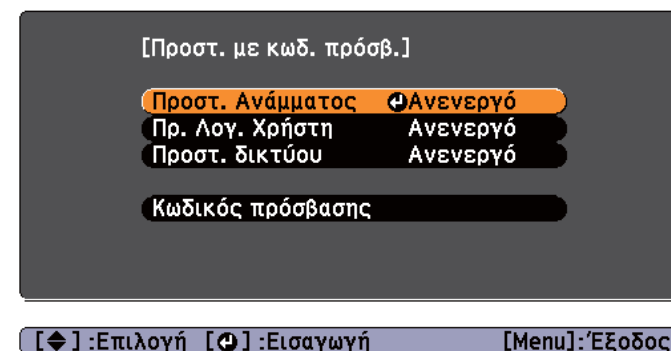 [Προστ. με κωδ. πρόσβ.]
Προστ. Ανάμματος Ανενεργό
Πρ. Λογ. Χρήστη Ανενεργό
Προστ. δικτύου Ανενεργό
Κωδικός πρόσβασης
[◆] :Επιλογή [⏎] :Εισαγωγή [Menu]:Έξοδος